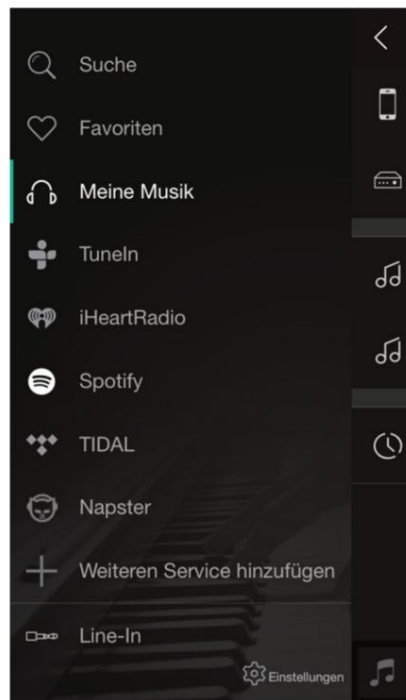 Suche
Favoriten
Meine Musik
TuneIn
iHeartRadio
Spotify
TIDAL
Napster
Weiteren Service hinzufügen
Line-In
Einstellungen